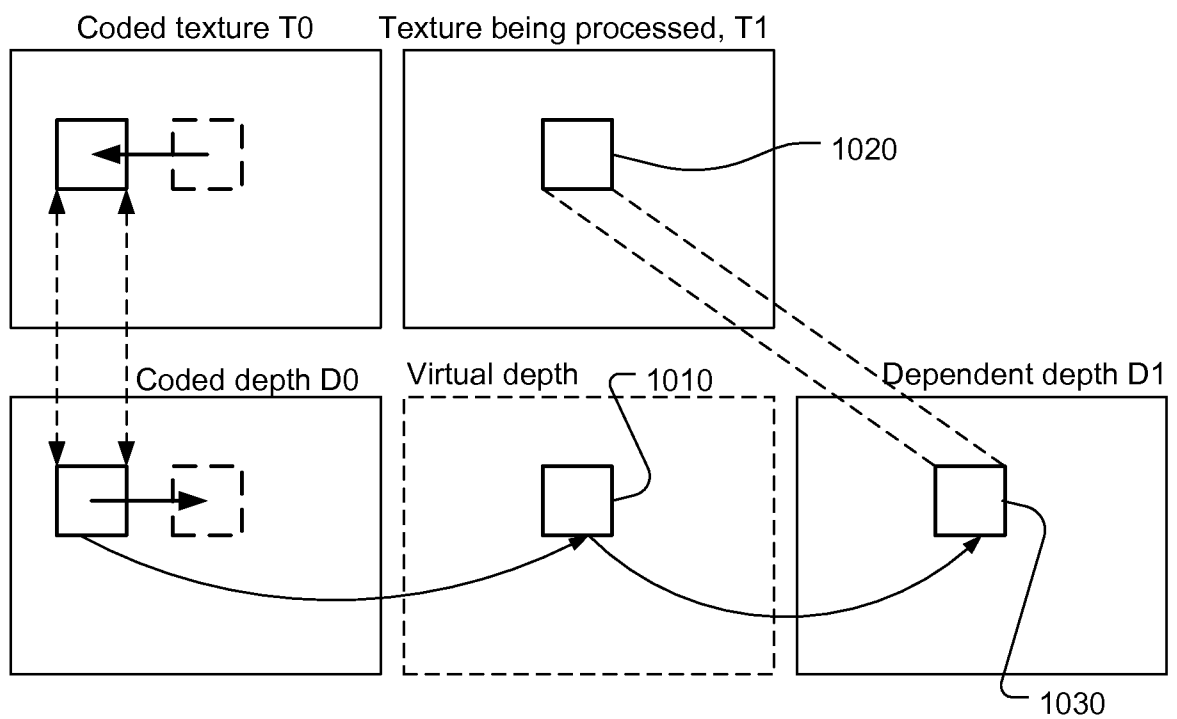 Coded texture T0
Texture being processed, T1
1020
Coded depth D0
Virtual depth
1010
Dependent depth D1
1030